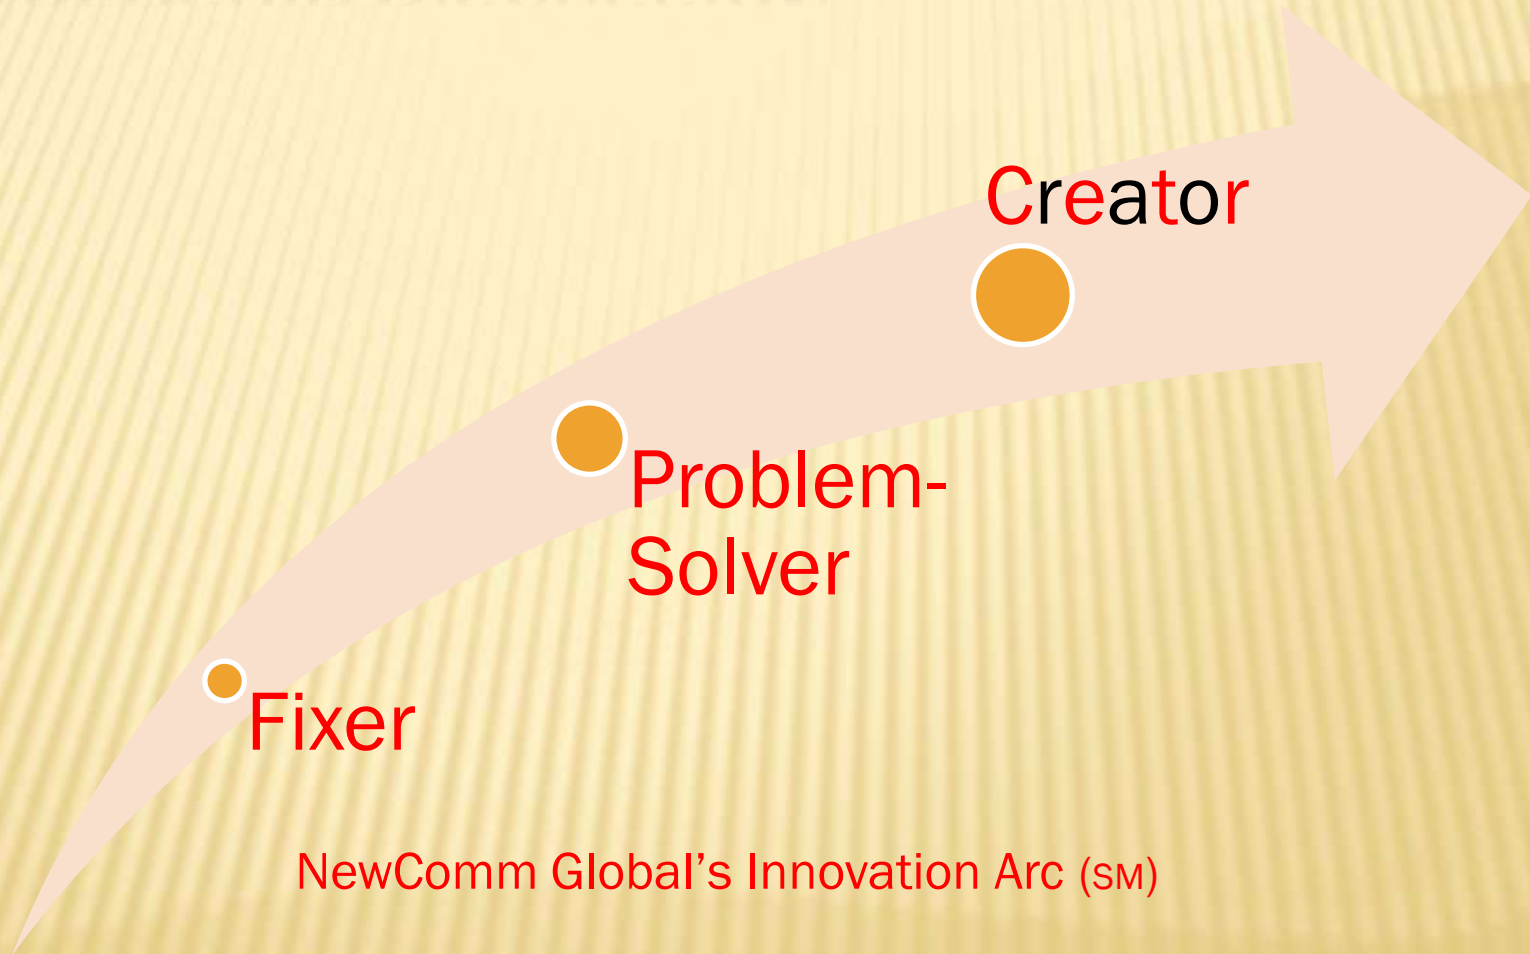 Creator
Problem-
Solver
Fixer
NewComm Global’s Innovation Arc (SM)